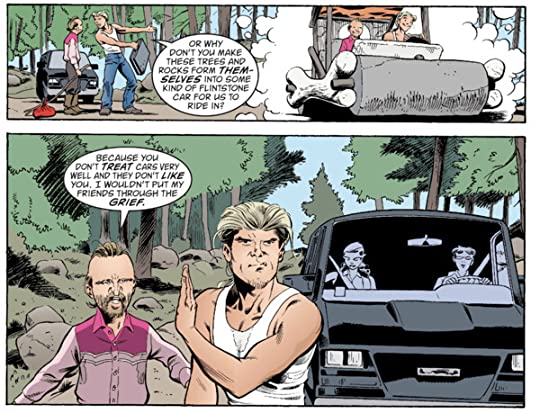 OR WHY
DON'T YOU MAKE
THESE TREES AND
ROCKS FORM THEM-
SELVES INTO SOME
KIND OF FLINTSTONE
CAR FOR US TO
RIDE IN?
BECAUSE YOU
DON'T TREAT CARS VERY
WELL AND THEY DON'T LIKE
YOU. I WOULDN'T PUT MY
FRIENDS THROUGH THE
GRIEF.